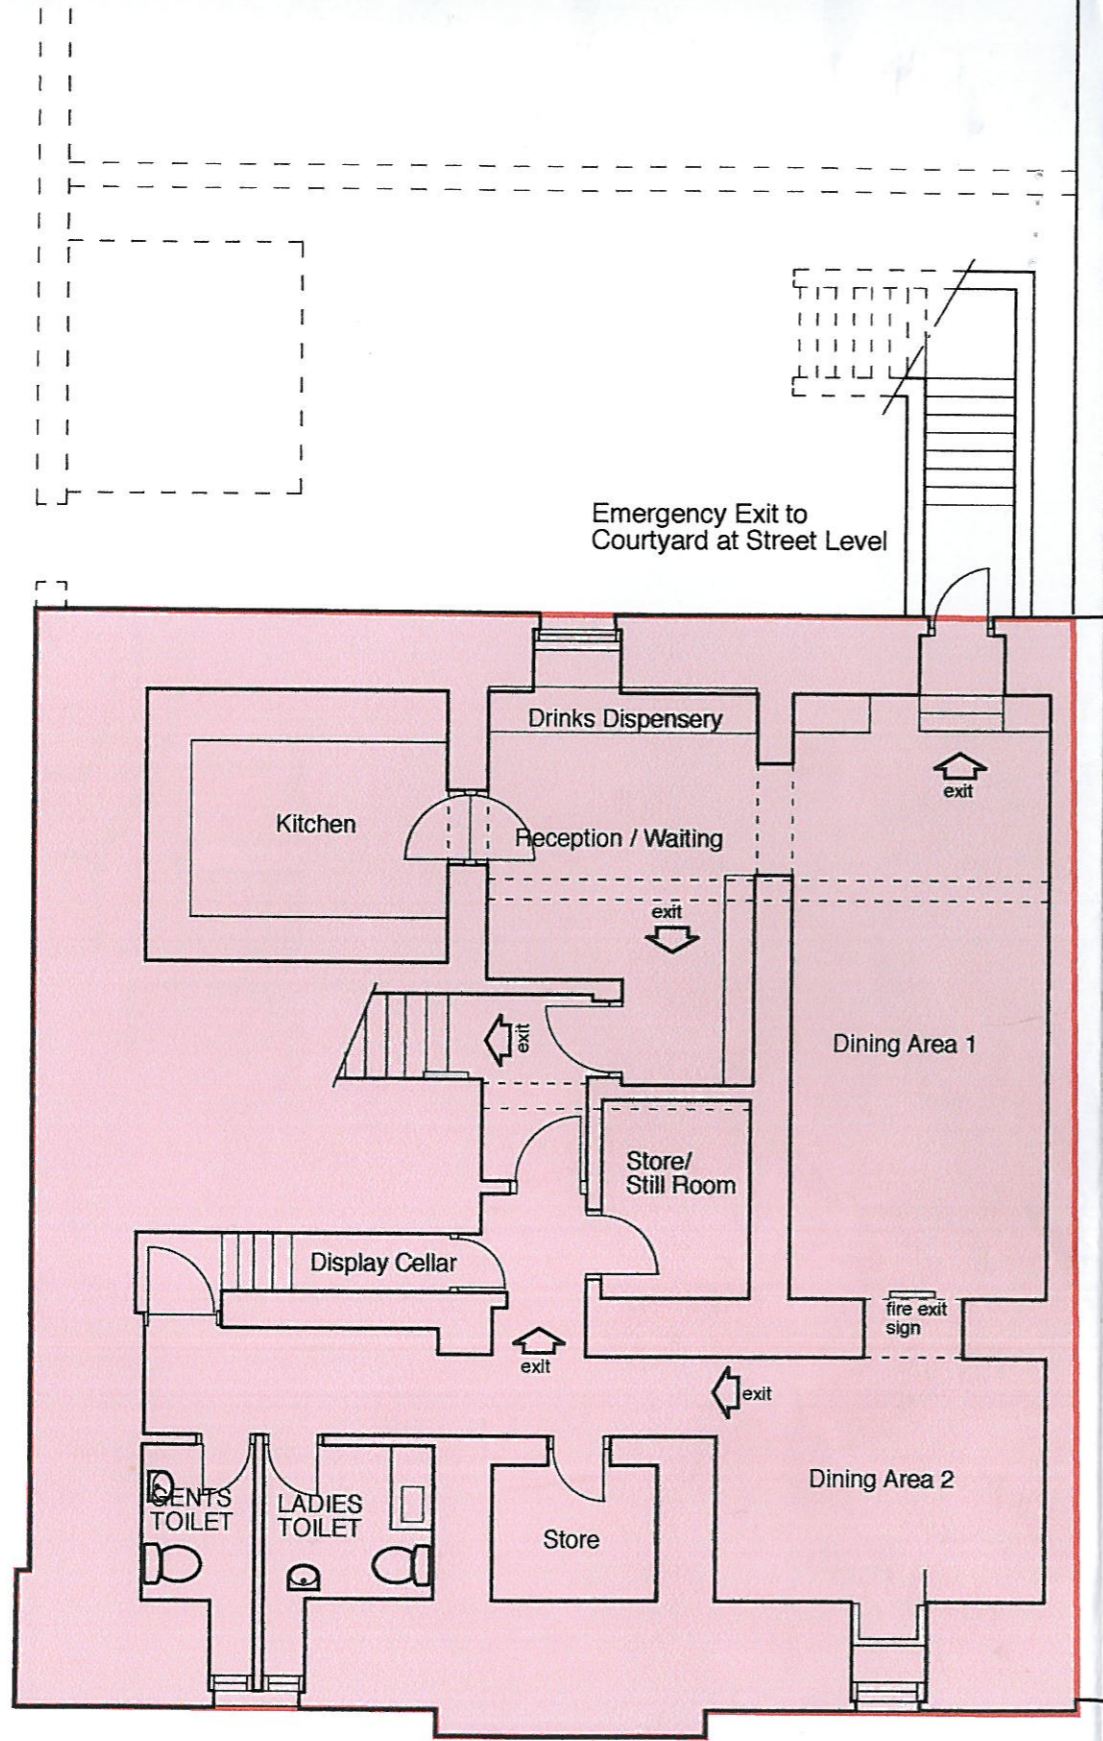 Emergency Exit to
Courtyard at Street Level
Drinks Dispensery
exit
Kitchen
Reception / Waiting
exit
exit
Dining Area 1
Store/
Still Room
Display Cellar
fire exit
sign
exit
exit
Dining Area 2
GENTS
TOILET
LADIES
TOILET
Store